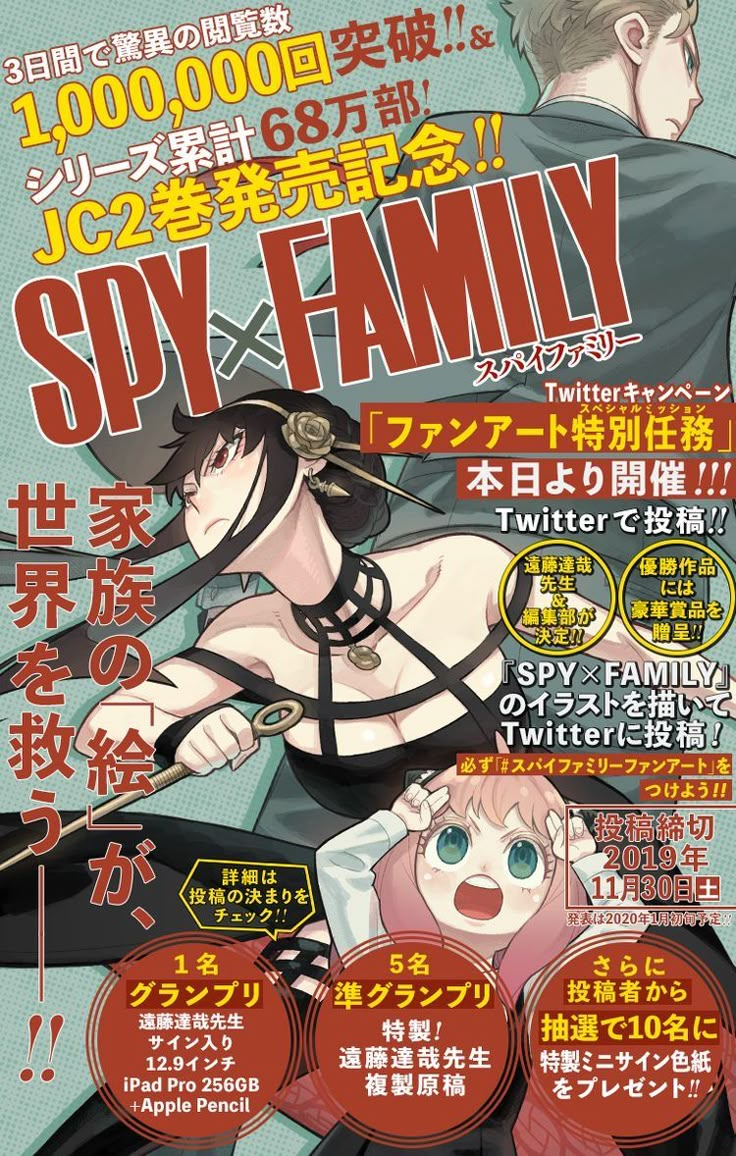 3日間で驚異の閲覧数
1,000,000回突破!!&
シリーズ累計68万部!
JC2巻発売記念!!
SPY×FAMILY
スパイファミリー
Twitterキャンペーン
スペシャルミッション
「ファンアート特別任務」
本日より開催!!!
Twitterで投稿!!
遠藤達哉
先生
&
編集部が
決定!!
優勝作品
には
豪華賞品を
贈呈!!
『SPY×FAMILY』
のイラストを描いて
Twitterに投稿!
必ず「#スパイファミリーファンアート」を
つけよう!!
投稿締切
2019年
11月30日土
発表は2020年1月初旬予定!!
家族の「絵」が、
世界を救う――!!
詳細は
投稿の決まりを
チェック!!
1名
グランプリ
遠藤達哉先生
サイン入り
12.9インチ
iPad Pro 256GB
+Apple Pencil
5名
準グランプリ
特製!
遠藤達哉先生
複製原稿
さらに
投稿者から
抽選で10名に
特製ミニサイン色紙
をプレゼント!!